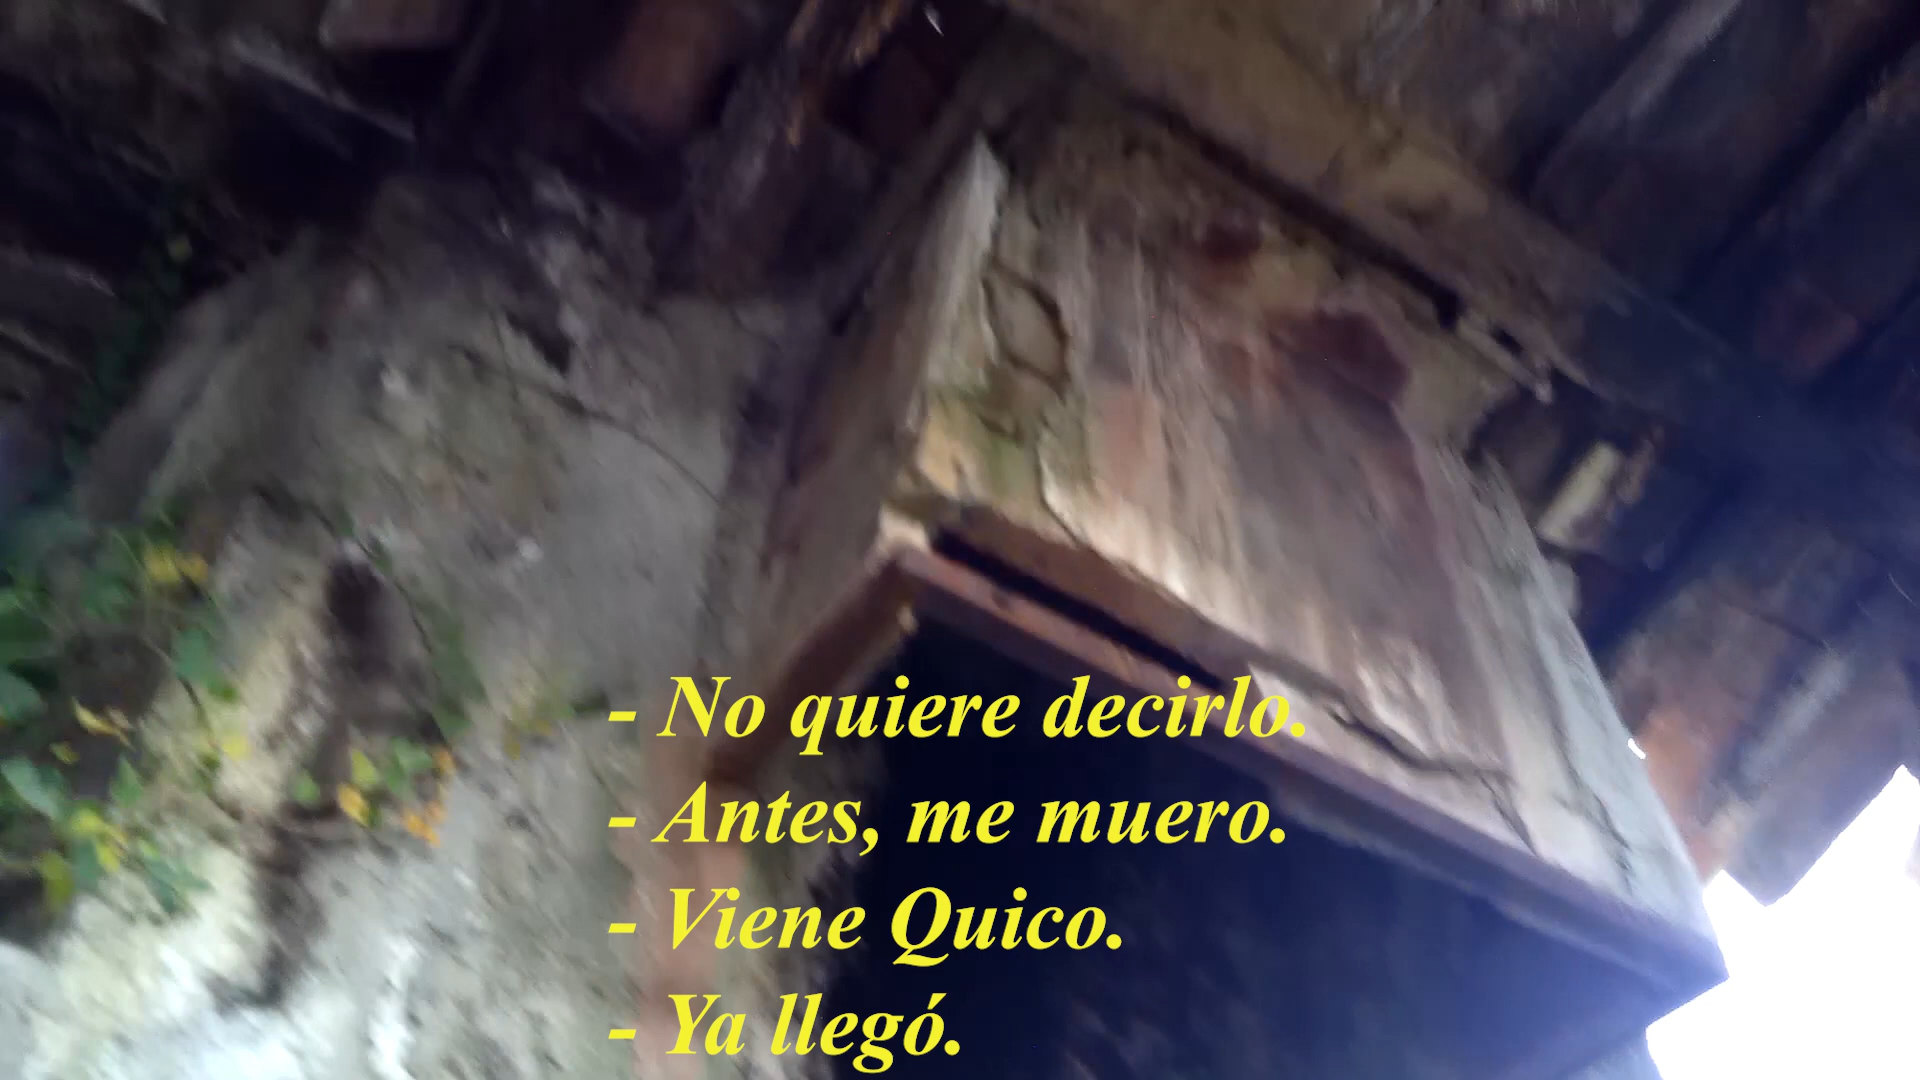 - No quiere decirlo.
- Antes, me muero.
- Viene Quico.
- Ya llegó.